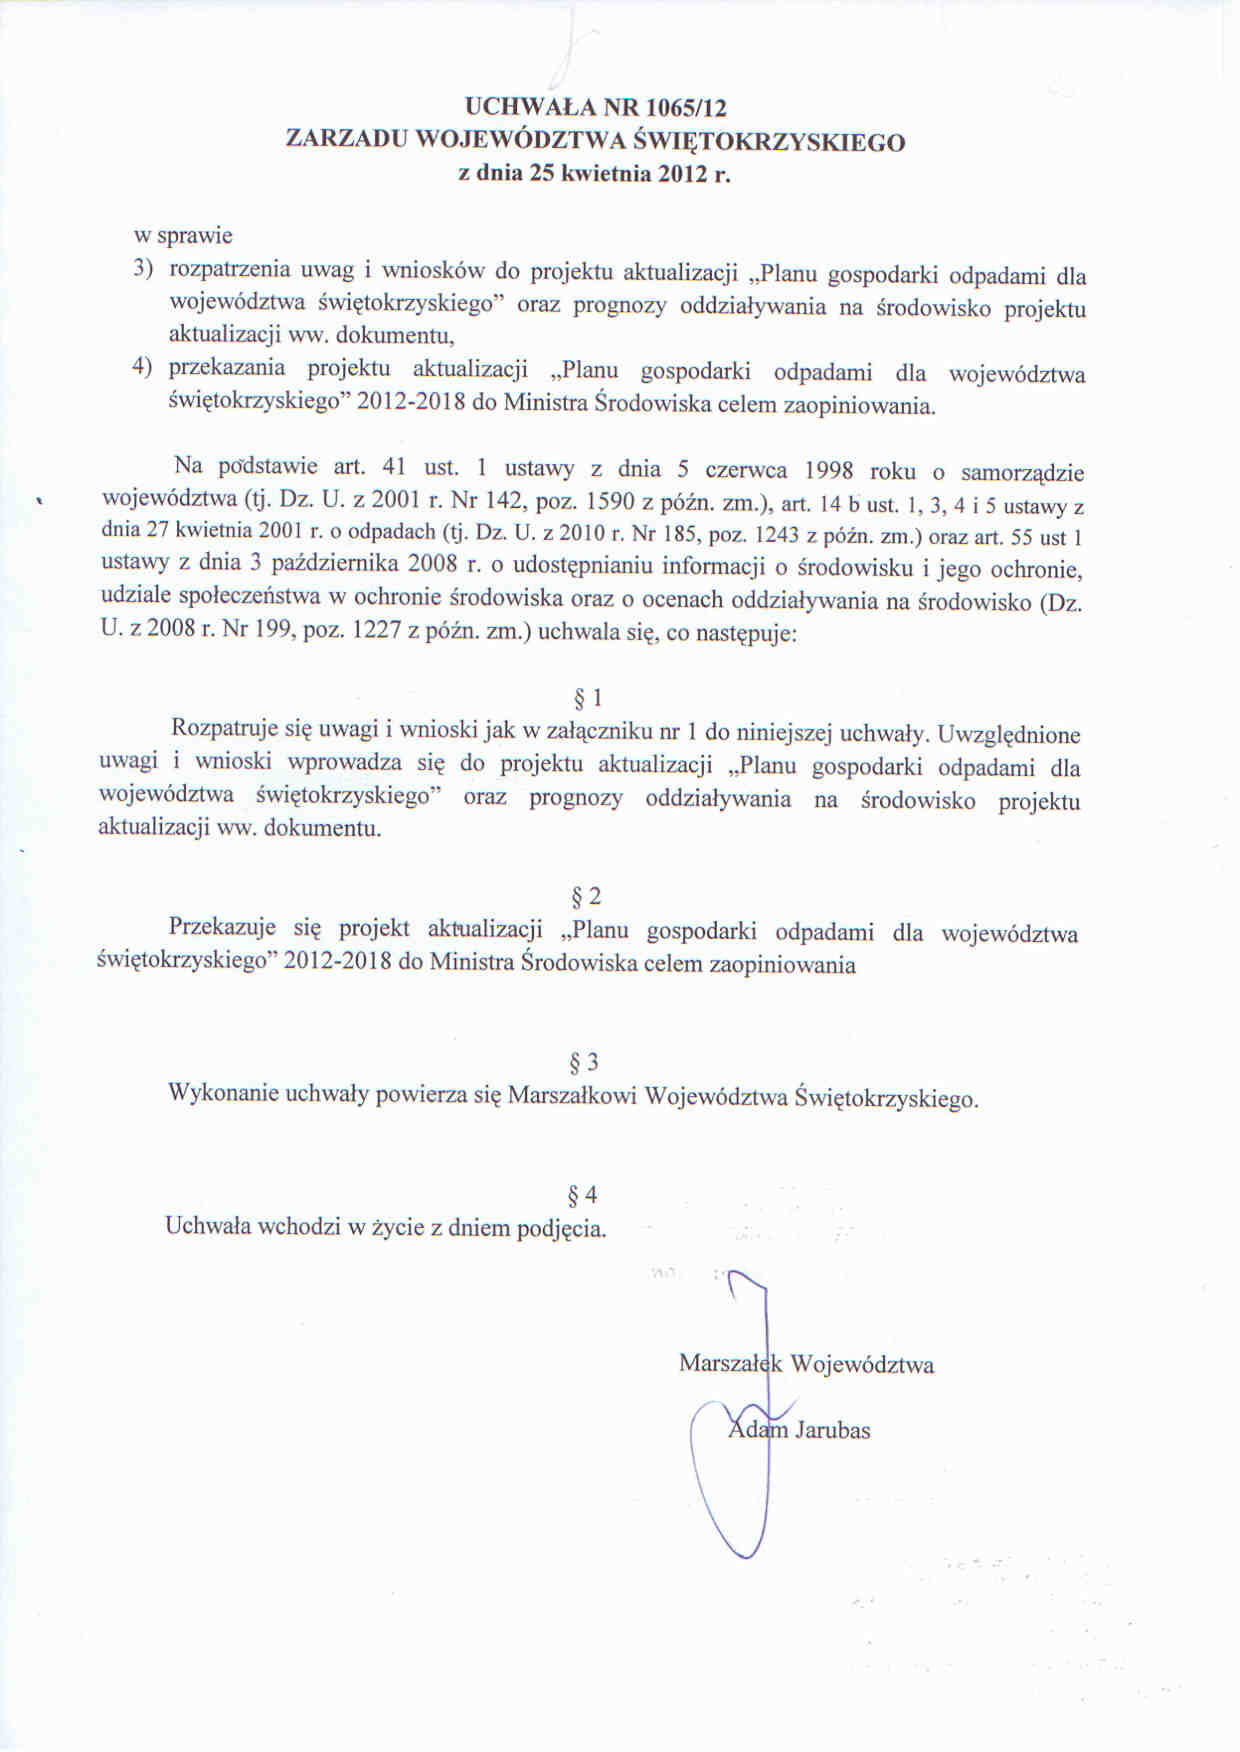 UCHWAŁA NR 1065/12
ZARZADU WOJEWÓDZTWA ŚWIĘTOKRZYSKIEGO
z dnia 25 kwietnia 2012 r.
w sprawie
3) rozpatrzenia uwag i wniosków do projektu aktualizacji „Planu gospodarki odpadami dla
województwa świętokrzyskiego” oraz prognozy oddziaływania na środowisko projektu
aktualizacji ww. dokumentu,
4) przekazania projektu aktualizacji „Planu gospodarki odpadami dla województwa
świętokrzyskiego” 2012-2018 do Ministra Środowiska celem zaopiniowania.
Na podstawie art. 41 ust. 1 ustawy z dnia 5 czerwca 1998 roku o samorządzie
województwa (tj. Dz. U. z 2001 r. Nr 142, poz. 1590 z późn. zm.), art. 14 b ust. 1, 3, 4 i 5 ustawy z
dnia 27 kwietnia 2001 r. o odpadach (tj. Dz. U. z 2010 r. Nr 185, poz. 1243 z późn. zm.) oraz art. 55 ust 1
ustawy z dnia 3 października 2008 r. o udostępnianiu informacji o środowisku i jego ochronie,
udziale społeczeństwa w ochronie środowiska oraz o ocenach oddziaływania na środowisko (Dz.
U. z 2008 r. Nr 199, poz. 1227 z późn. zm.) uchwala się, co następuje:
§ 1
Rozpatruje się uwagi i wnioski jak w załączniku nr 1 do niniejszej uchwały. Uwzględnione
uwagi i wnioski wprowadza się do projektu aktualizacji „Planu gospodarki odpadami dla
województwa świętokrzyskiego” oraz prognozy oddziaływania na środowisko projektu
aktualizacji ww. dokumentu.
§ 2
Przekazuje się projekt aktualizacji „Planu gospodarki odpadami dla województwa
świętokrzyskiego” 2012-2018 do Ministra Środowiska celem zaopiniowania
§ 3
Wykonanie uchwały powierza się Marszałkowi Województwa Świętokrzyskiego.
§ 4
Uchwała wchodzi w życie z dniem podjęcia.
Marszałek Województwa
Adam Jarubas